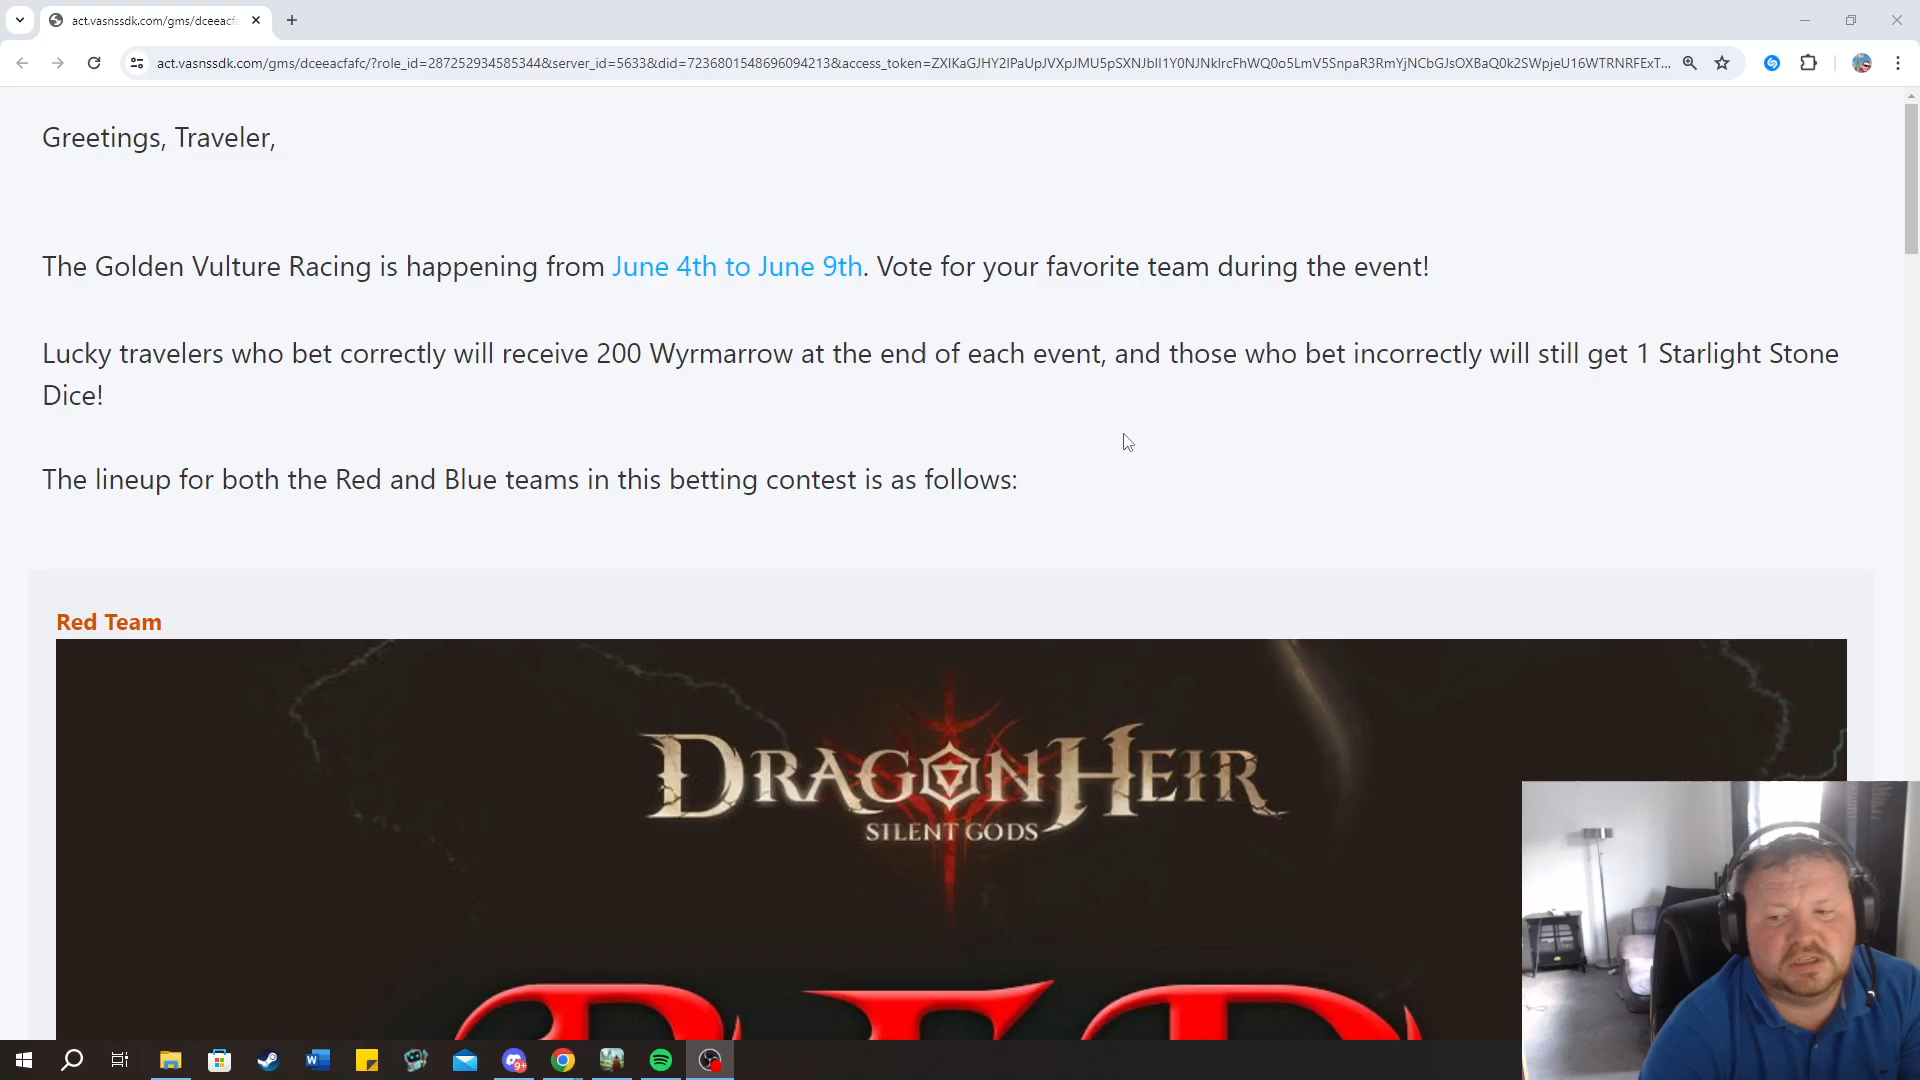 act.vasnssdk.com/gms/dceeacfa
act.vasnssdk.com/gms/dceeacfafc/?role_id=287252934585344&server_id=5633&did=7236801548696094213&access_token=
Greetings, Traveler,
The Golden Vulture Racing is happening from June 4th to June 9th. Vote for your favorite team during the event!
Lucky travelers who bet correctly will receive 200 Wyrmarrow at the end of each event, and those who bet incorrectly will still get 1 Starlight Stone
Dice!
The lineup for both the Red and Blue teams in this betting contest is as follows:
Red Team
DRAGONHEIR
SILENT GODS
RED
9+